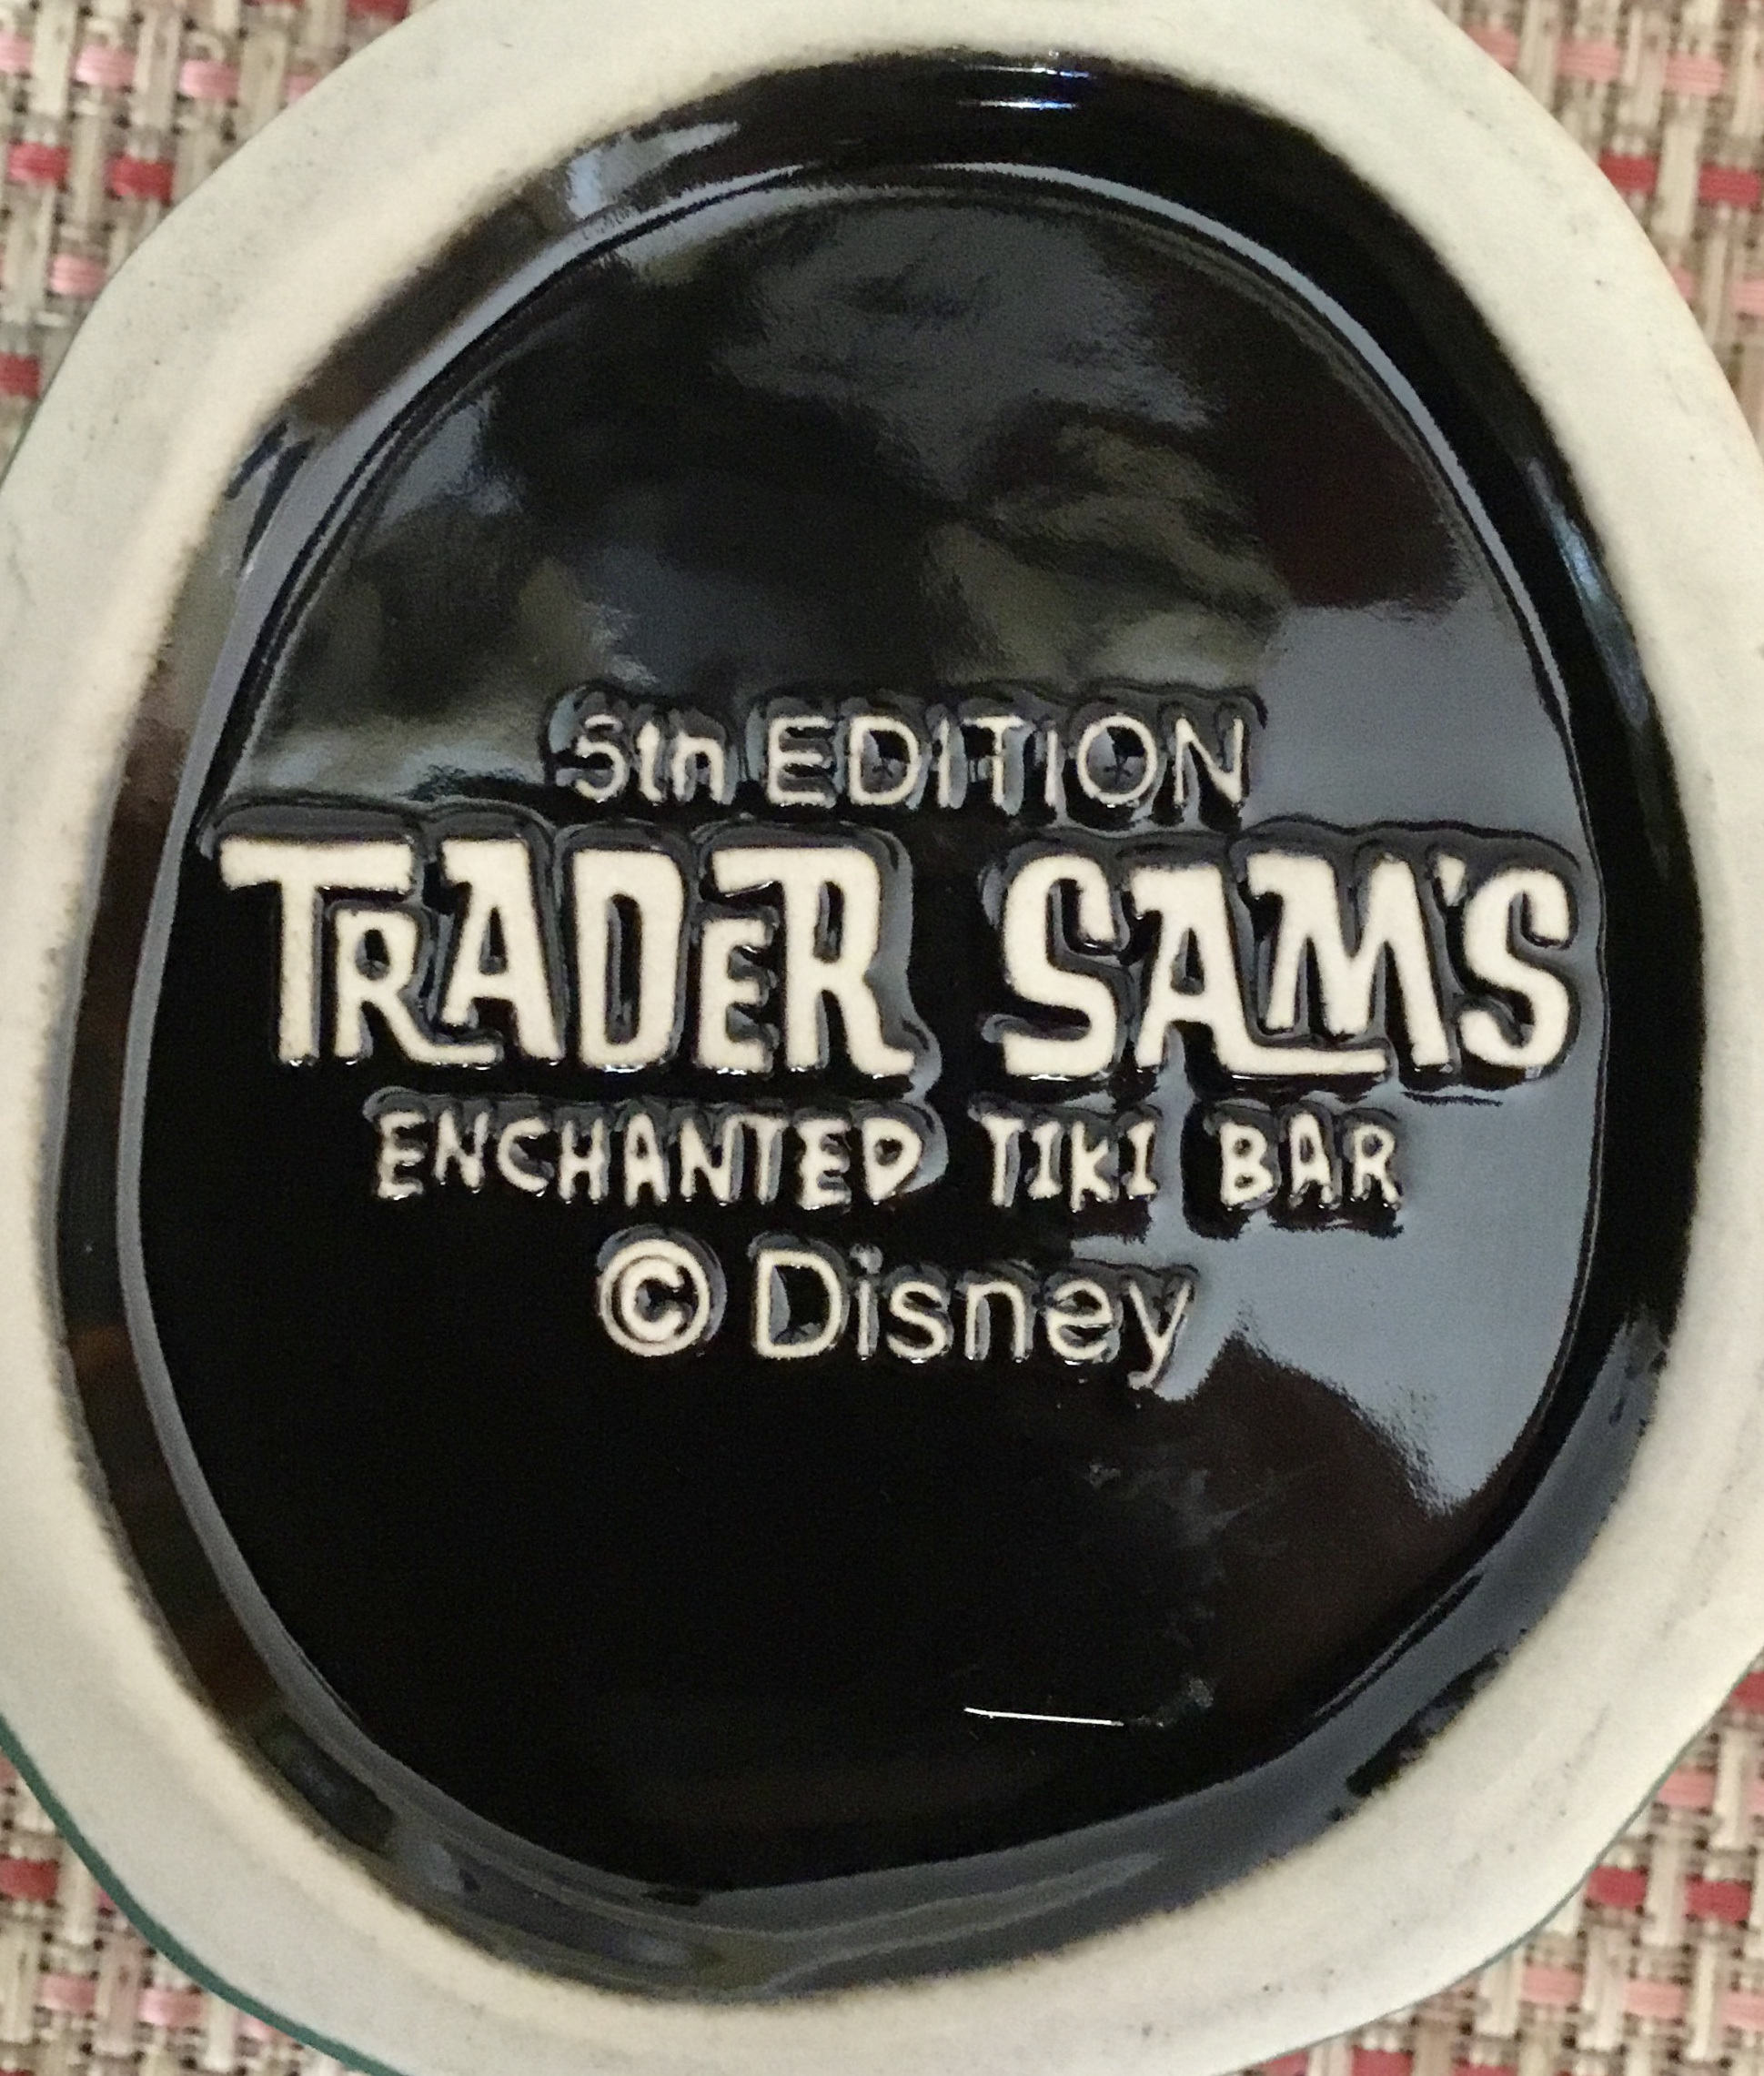 5th EDITION
TRADER SAM'S
ENCHANTED TIKI BAR
© Disney